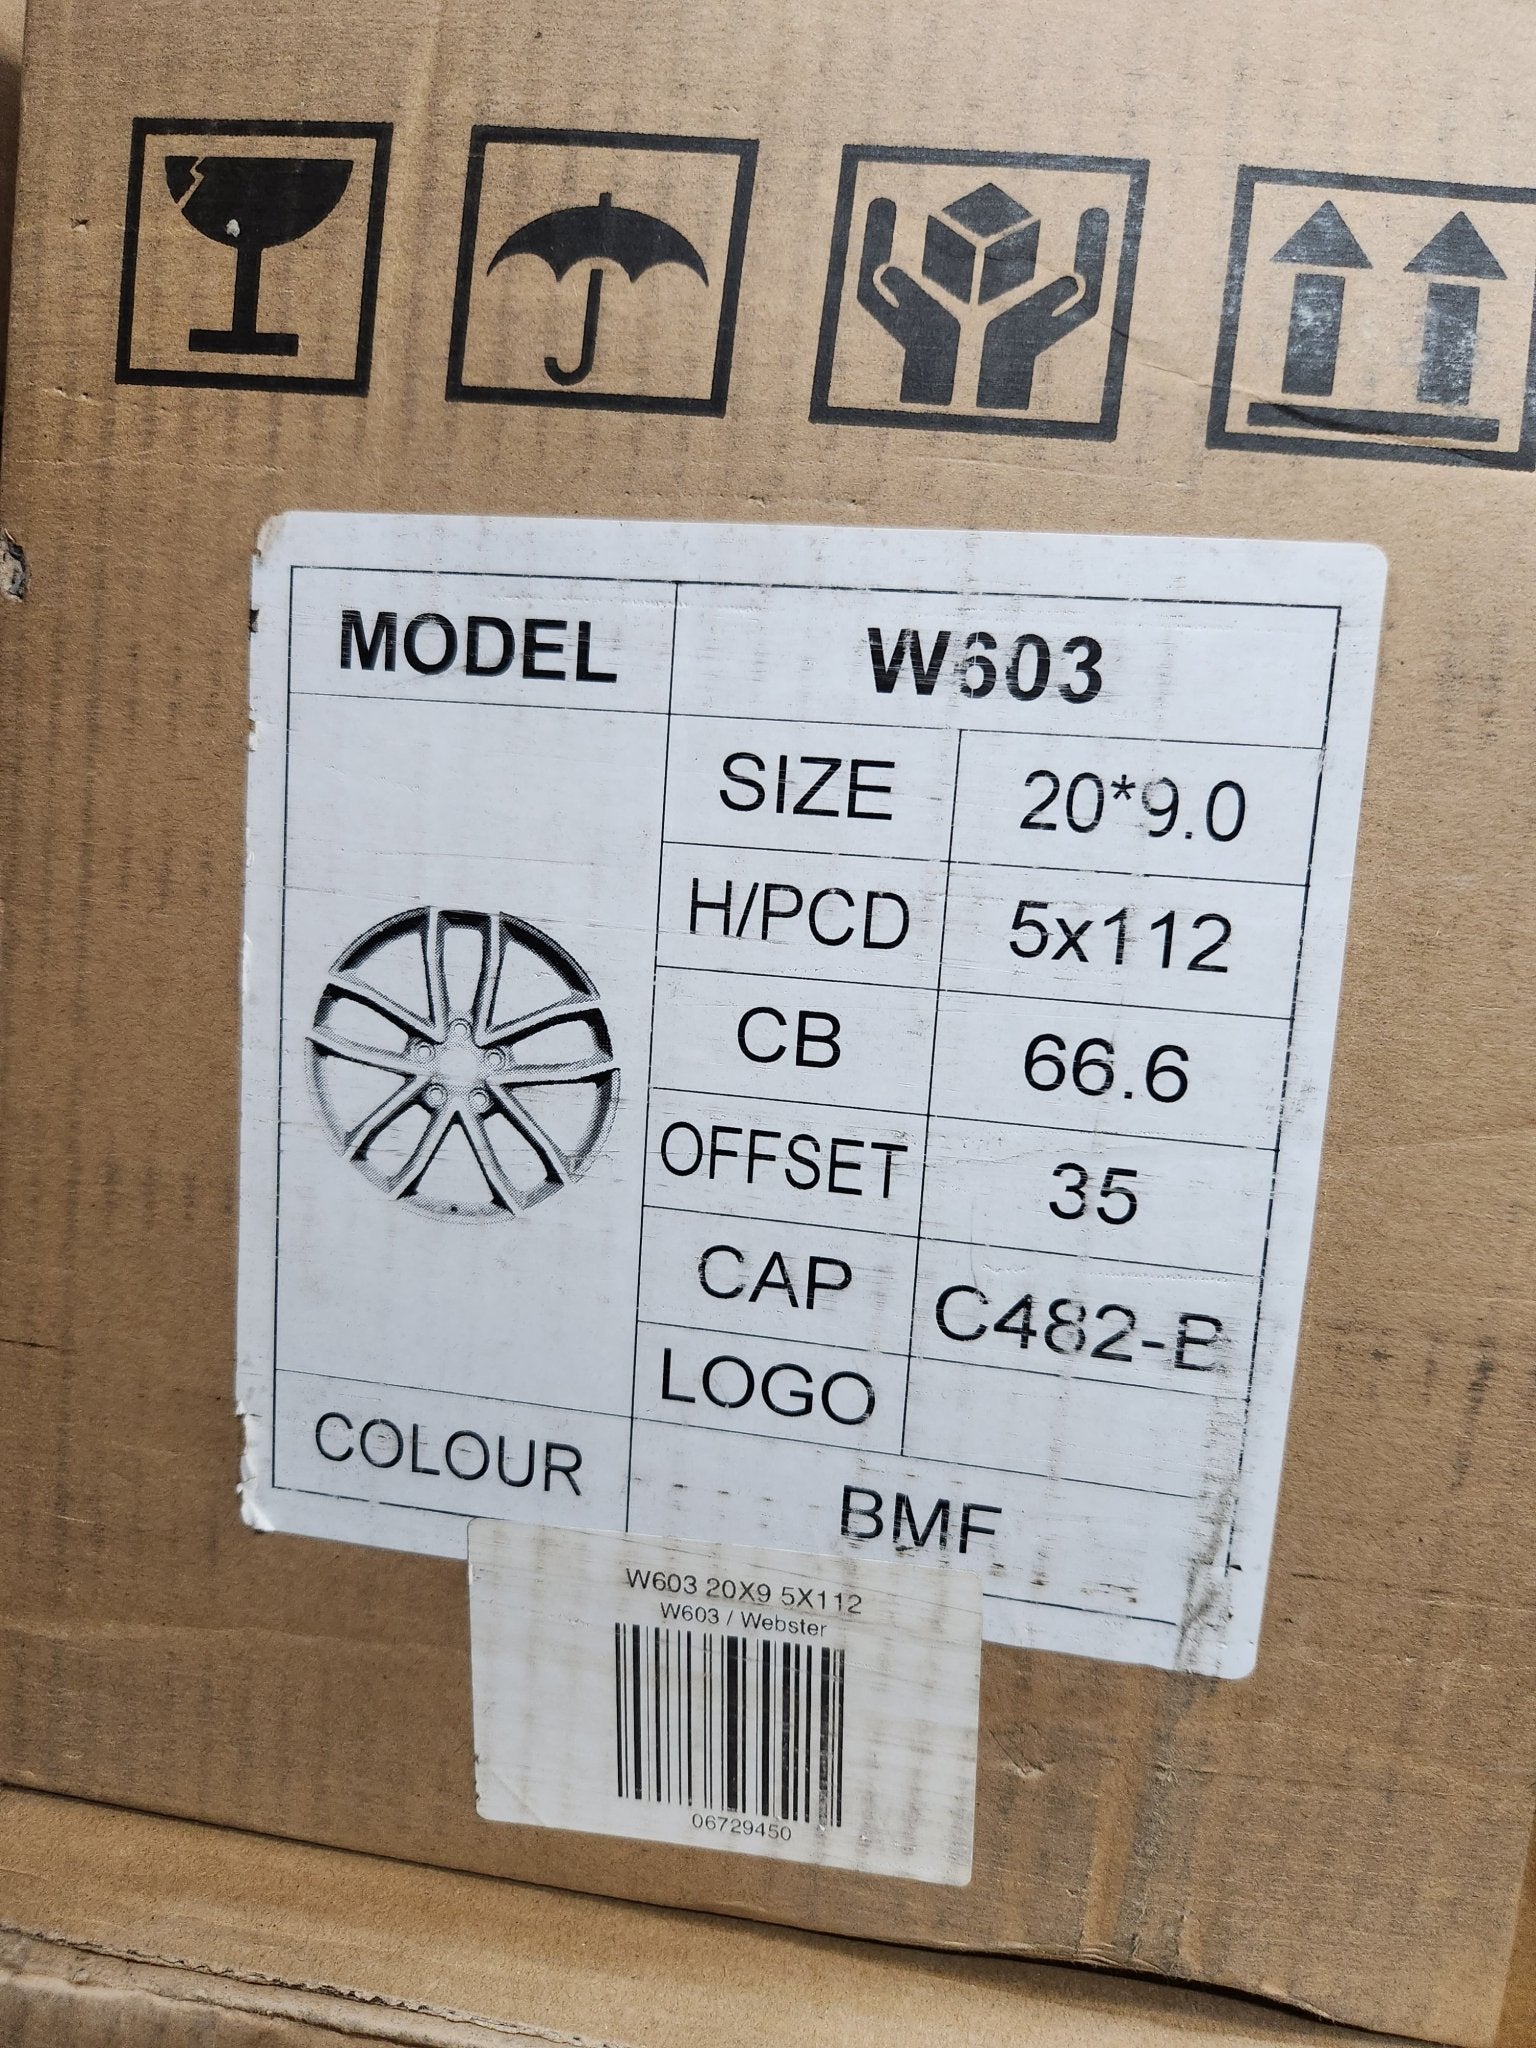 MODEL W603
SIZE 20*9.0
H/PCD 5x112
CB 66.6
OFFSET 35
CAP C482-B
LOGO
COLOUR BMF
W603 20X9 5X112
W603 / Webster
06729450